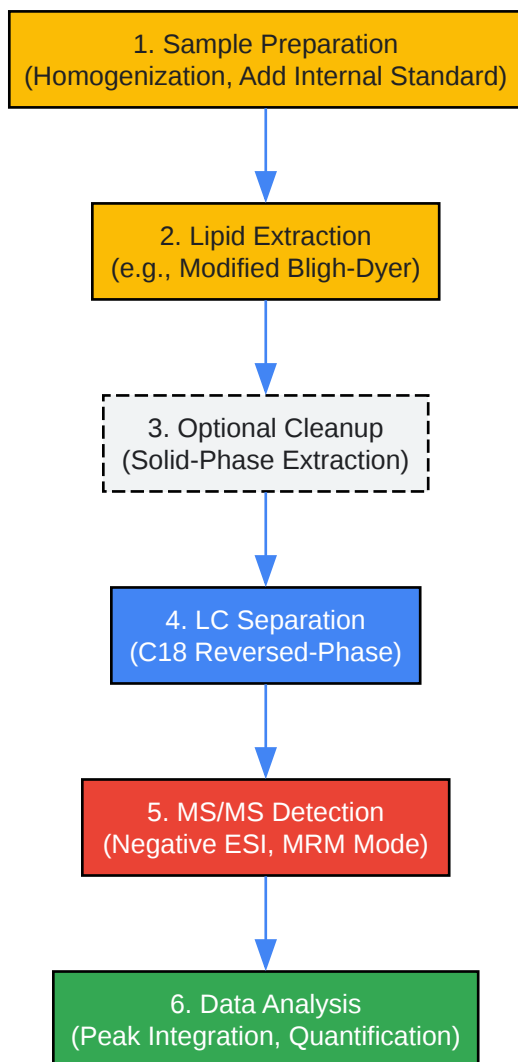 1. Sample Preparation
(Homogenization, Add Internal Standard)
2. Lipid Extraction
(e.g., Modified Bligh-Dyer)
3. Optional Cleanup
(Solid-Phase Extraction)
4. LC Separation
(C18 Reversed-Phase)
5. MS/MS Detection
(Negative ESI, MRM Mode)
6. Data Analysis
(Peak Integration, Quantification)